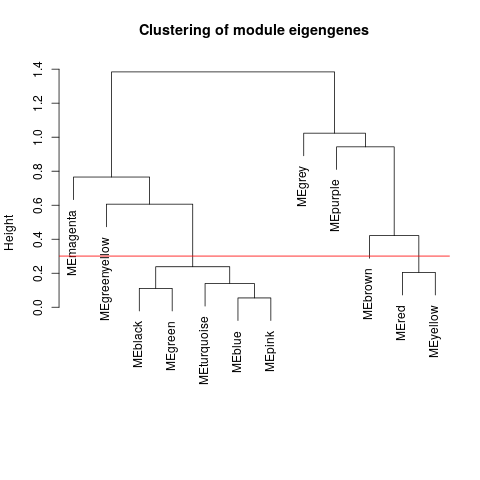 Clustering of module eigengenes
Height
1.4
1.2
1.0
0.8
0.6
0.4
0.2
0.0
MEmagenta
MEgreenyellow
MEblack
MEgreen
MEturquoise
MEblue
MEpink
MEgrey
MEpurple
MEbrown
MEred
MEyellow